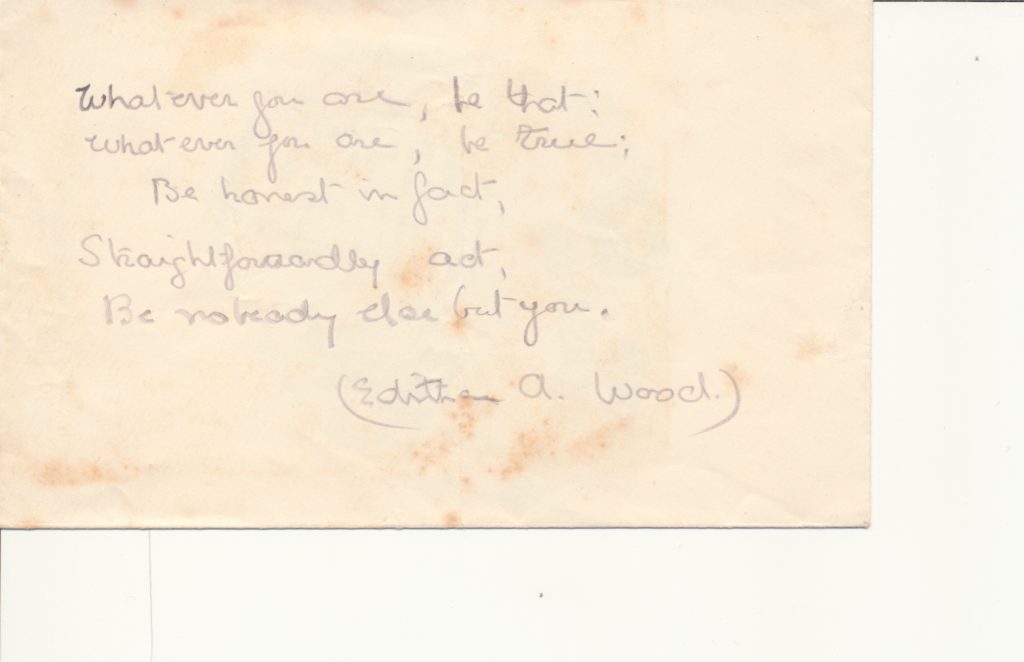 Whatever you are, be that;
whatever you are, be true;
Be honest in fact,
Straightforwardly act,
Be nobody else but you.
(Editha A. Wood.)